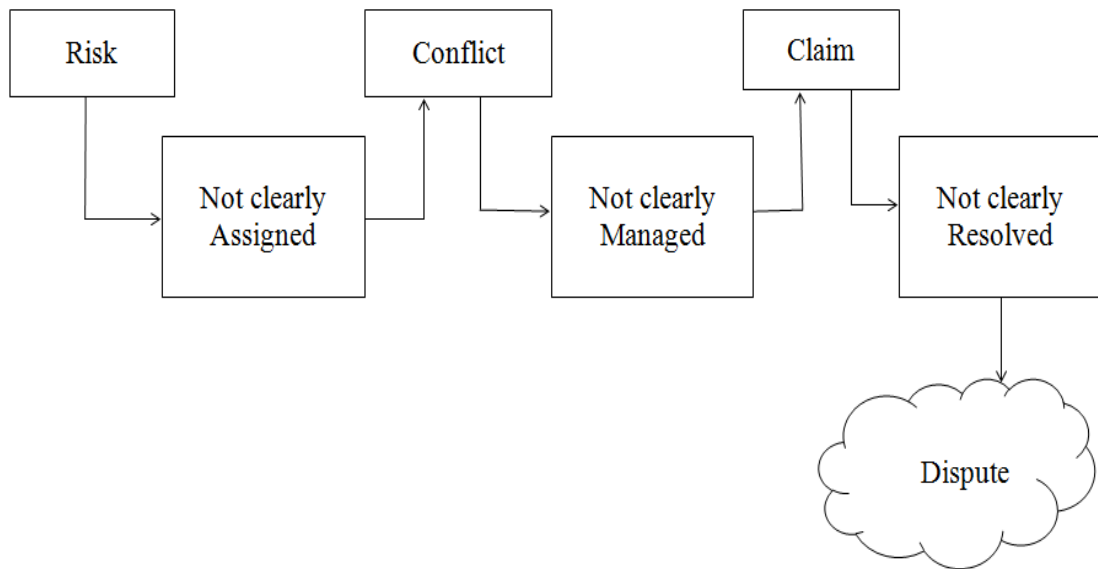 Risk
Conflict
Claim
Not clearly
Assigned
Not clearly
Managed
Not clearly
Resolved
Dispute